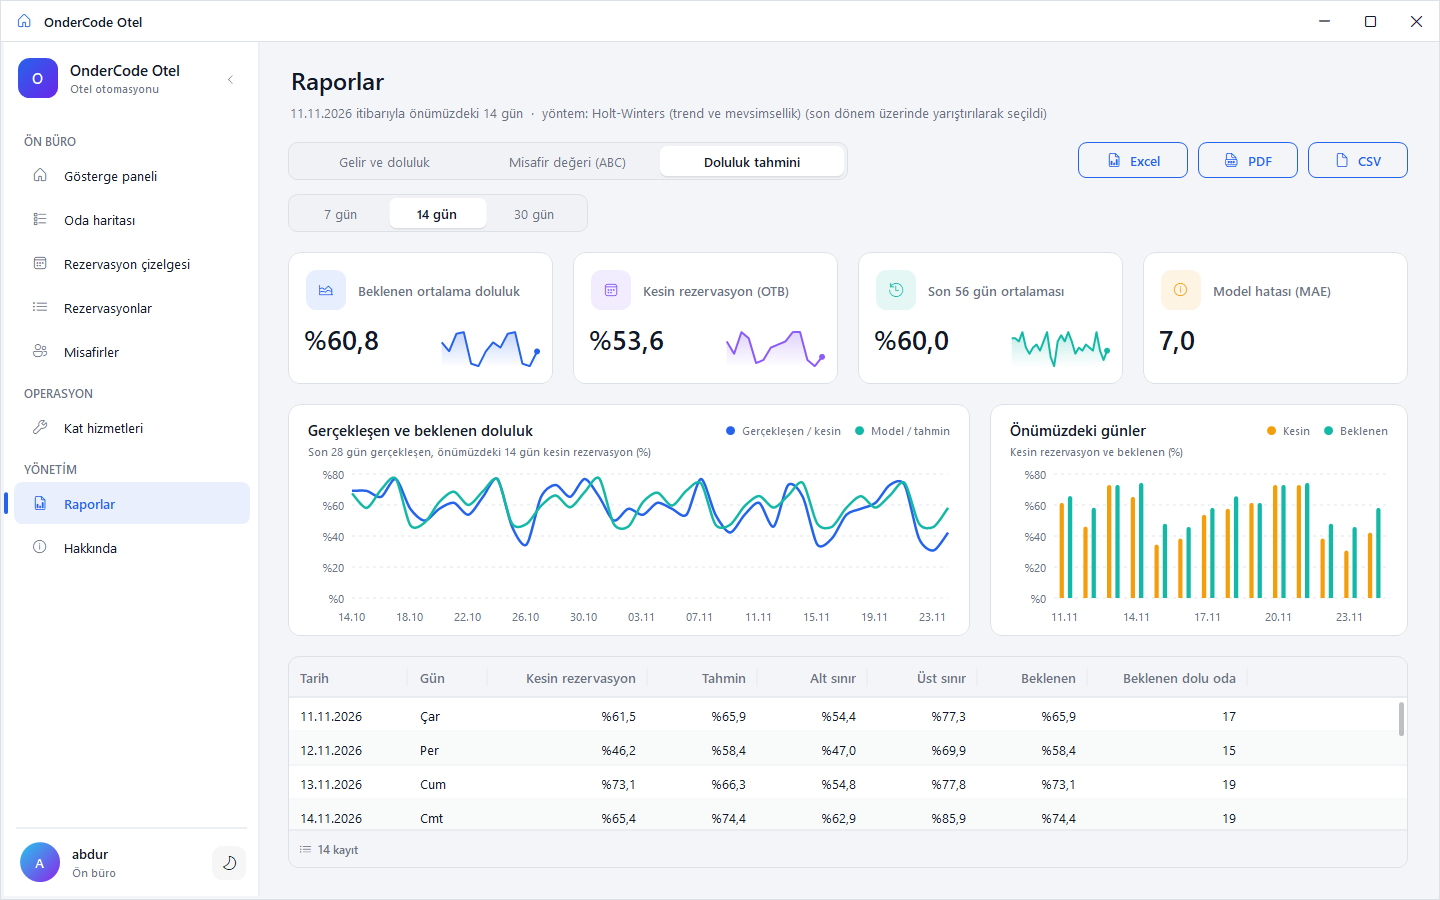 OnderCode Otel
O
OnderCode Otel
Otel otomasyonu
ÖN BÜRO
Gösterge paneli
Oda haritası
Rezervasyon çizelgesi
Rezervasyonlar
Misafirler
OPERASYON
Kat hizmetleri
YÖNETİM
Raporlar
Hakkında
A
abdur
Ön büro
Raporlar
11.11.2026 itibarıyla önümüzdeki 14 gün · yöntem: Holt-Winters (trend ve mevsimsellik) (son dönem üzerinde yarıştırılarak seçildi)
Gelir ve doluluk Misafir değeri (ABC) Doluluk tahmini
Excel PDF CSV
7 gün 14 gün 30 gün
Beklenen ortalama doluluk
%60,8
Kesin rezervasyon (OTB)
%53,6
Son 56 gün ortalaması
%60,0
Model hatası (MAE)
7,0
Gerçekleşen ve beklenen doluluk
Gerçekleşen / kesin Model / tahmin
Son 28 gün gerçekleşen, önümüzdeki 14 gün kesin rezervasyon (%)
%80
%60
%40
%20
%0
14.10 18.10 22.10 26.10 30.10 03.11 07.11 11.11 15.11 19.11 23.11
Önümüzdeki günler
Kesin Beklenen
Kesin rezervasyon ve beklenen (%)
%80
%60
%40
%20
%0
11.11 14.11 17.11 20.11 23.11
Tarih Gün Kesin rezervasyon Tahmin Alt sınır Üst sınır Beklenen Beklenen dolu oda
11.11.2026 Çar %61,5 %65,9 %54,4 %77,3 %65,9 17
12.11.2026 Per %46,2 %58,4 %47,0 %69,9 %58,4 15
13.11.2026 Cum %73,1 %66,3 %54,8 %77,8 %73,1 19
14.11.2026 Cmt %65,4 %74,4 %62,9 %85,9 %74,4 19
14 kayıt